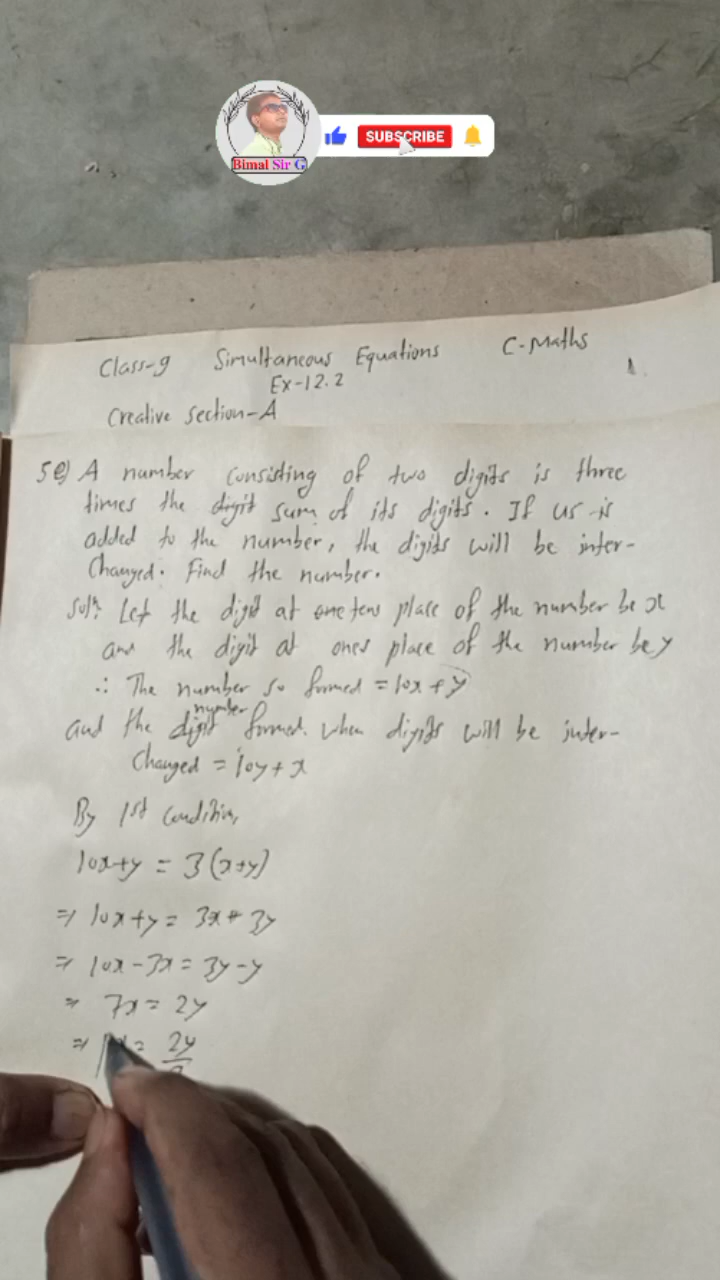 Bimal Sir G
SUBSCRIBE
Class-9 Simultaneous Equations C-Maths
Ex-12.2
Creative Section-A
5e) A number consisting of two digits is three
times the digit sum of its digits. If 45 is
added to the number, the digits will be inter-
changed. Find the number.
Solⁿ: Let the digit at one tens place of the number be x
and the digit at ones place of the number be y
∴ The number so formed = 10x + y
number
and the digit formed when digits will be inter-
changed = 10y + x
By 1st condition,
10x+y = 3(x+y)
⇒ 10x+y = 3x + 3y
⇒ 10x - 3x = 3y - y
⇒ 7x = 2y
⇒ = 2y